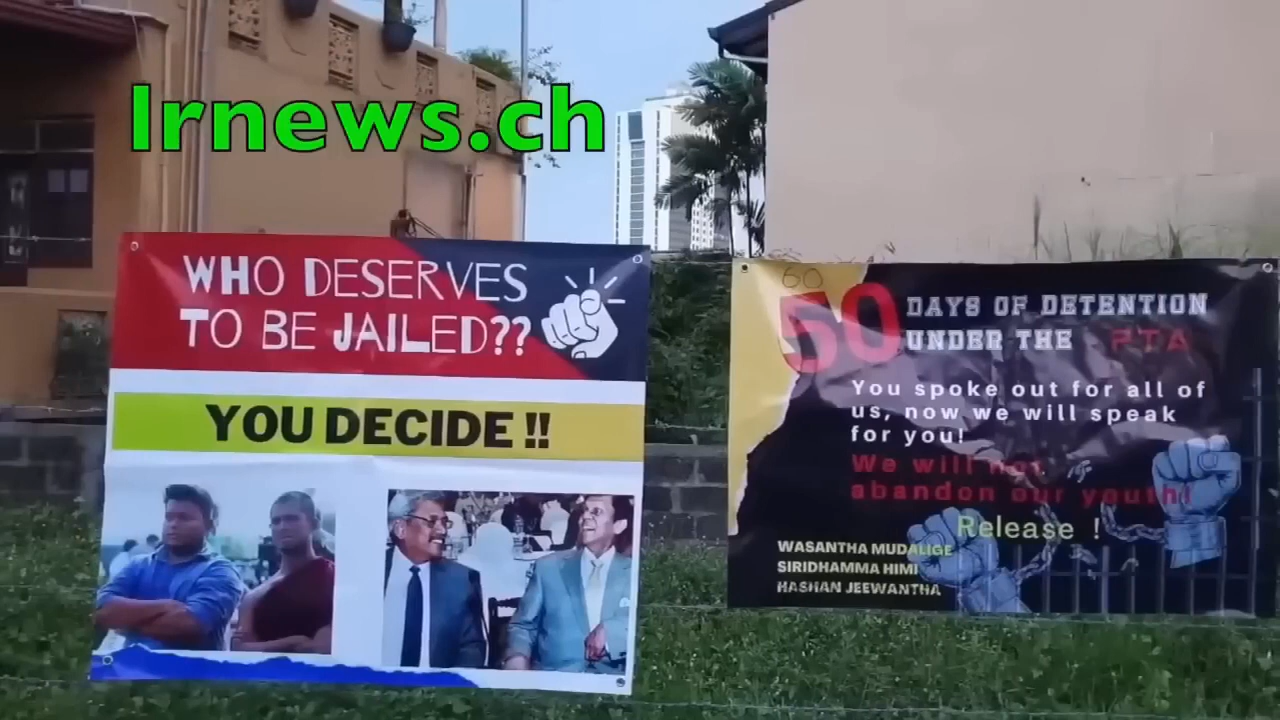 lrnews.ch
WHO DESERVES
TO BE JAILED??
YOU DECIDE !!
60
50 DAYS OF DETENTION
UNDER THE PTA
You spoke out for all of
us, now we will speak
for you!
We will not
abandon our youth!
Release !
WASANTHA MUDALIGE
SIRIDHAMMA HIMI
HASHAN JEEWANTHA